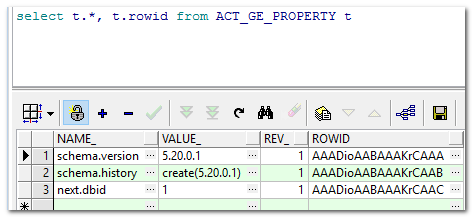 select t.*, t.rowid from ACT_GE_PROPERTY t
NAME_ VALUE_ REV_ ROWID
1 schema.version ... 5.20.0.1 ... 1 AAADioAABAAAKrCAAA ...
2 schema.history ... create(5.20.0.1) ... 1 AAADioAABAAAKrCAAB ...
3 next.dbid ... 1 ... 1 AAADioAABAAAKrCAAC ...